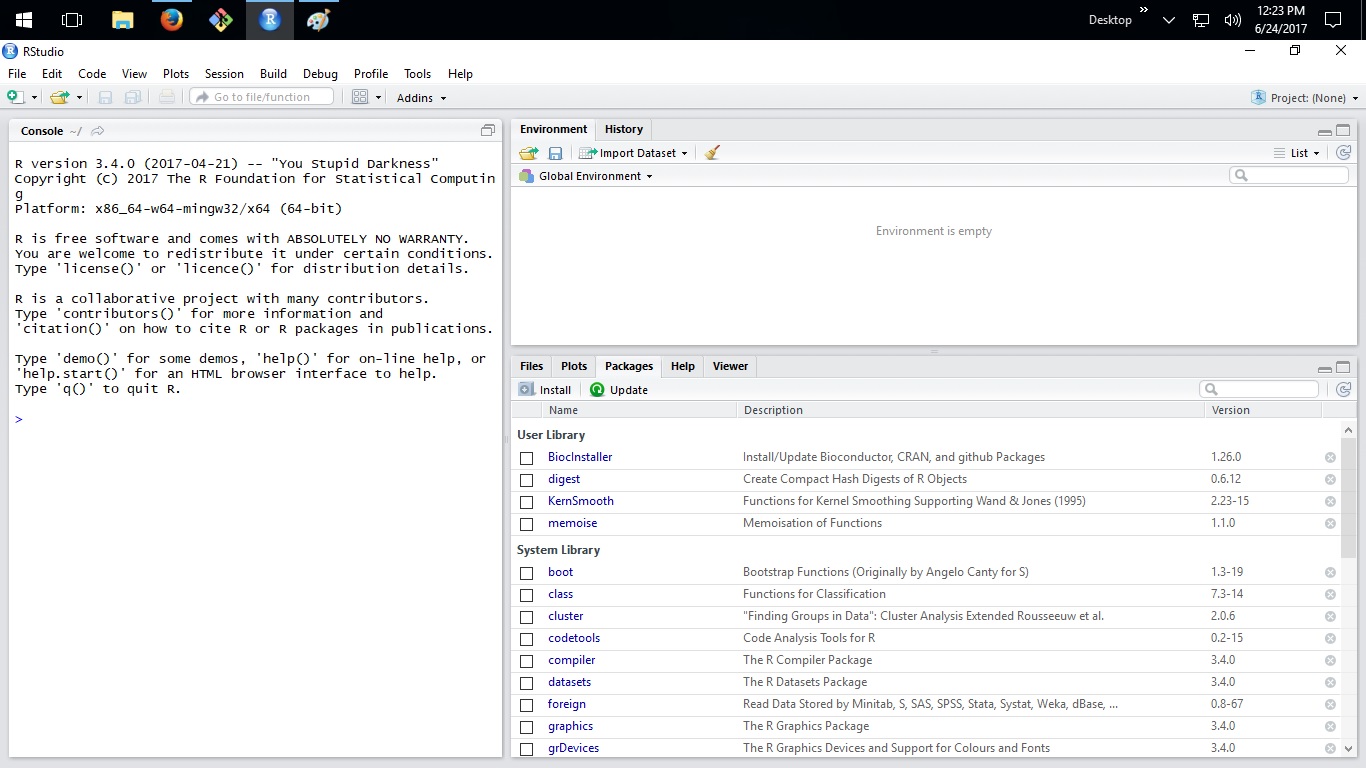 Desktop
12:23 PM
6/24/2017
RStudio
File Edit Code View Plots Session Build Debug Profile Tools Help
Go to file/function
Addins
Project: (None)
Console ~/
R version 3.4.0 (2017-04-21) -- "You Stupid Darkness"
Copyright (C) 2017 The R Foundation for Statistical Computin
g
Platform: x86_64-w64-mingw32/x64 (64-bit)
R is free software and comes with ABSOLUTELY NO WARRANTY.
You are welcome to redistribute it under certain conditions.
Type 'license()' or 'licence()' for distribution details.
R is a collaborative project with many contributors.
Type 'contributors()' for more information and
'citation()' on how to cite R or R packages in publications.
Type 'demo()' for some demos, 'help()' for on-line help, or
'help.start()' for an HTML browser interface to help.
Type 'q()' to quit R.
>
Environment History
Import Dataset List
Global Environment
Environment is empty
Files Plots Packages Help Viewer
Install Update
Name Description Version
User Library
BiocInstaller Install/Update Bioconductor, CRAN, and github Packages 1.26.0
digest Create Compact Hash Digests of R Objects 0.6.12
KernSmooth Functions for Kernel Smoothing Supporting Wand & Jones (1995) 2.23-15
memoise Memoisation of Functions 1.1.0
System Library
boot Bootstrap Functions (Originally by Angelo Canty for S) 1.3-19
class Functions for Classification 7.3-14
cluster "Finding Groups in Data": Cluster Analysis Extended Rousseeuw et al. 2.0.6
codetools Code Analysis Tools for R 0.2-15
compiler The R Compiler Package 3.4.0
datasets The R Datasets Package 3.4.0
foreign Read Data Stored by Minitab, S, SAS, SPSS, Stata, Systat, Weka, dBase, ... 0.8-67
graphics The R Graphics Package 3.4.0
grDevices The R Graphics Devices and Support for Colours and Fonts 3.4.0